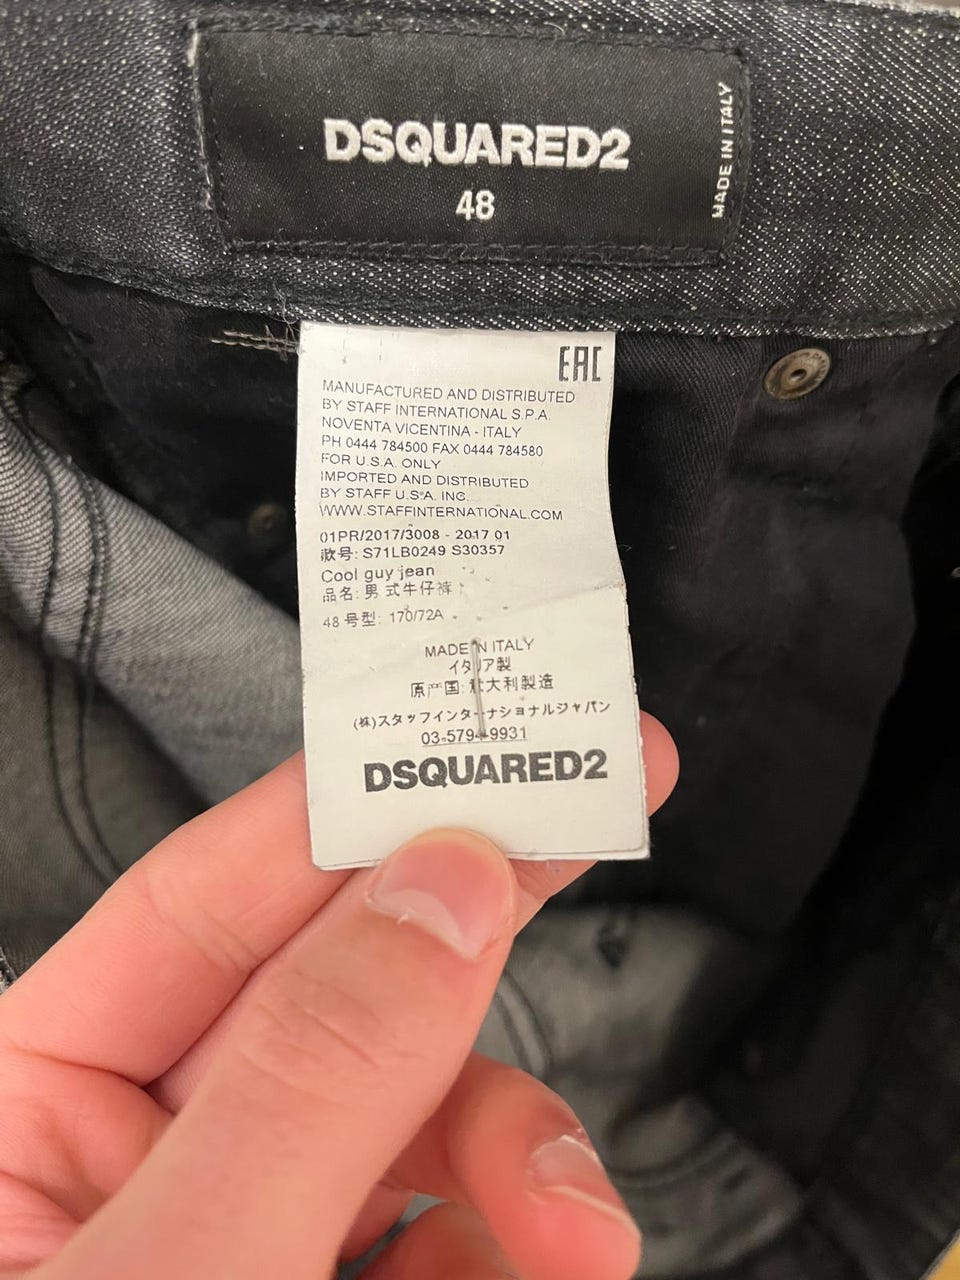 DSQUARED2
48
MADE IN ITALY
EAC
MANUFACTURED AND DISTRIBUTED
BY STAFF INTERNATIONAL S.P.A.
NOVENTA VICENTINA - ITALY
PH 0444 784500 FAX 0444 784580
FOR U.S.A. ONLY
IMPORTED AND DISTRIBUTED
BY STAFF U.S.A. INC.
WWW.STAFFINTERNATIONAL.COM
01PR/2017/3008 - 2017 01
款号: S71LB0249 S30357
Cool guy jean
品名: 男式牛仔裤
48 号型: 170/72A
MADE IN ITALY
イタリア製
原产国: 意大利製造
(株)スタッフインターナショナルジャパン
03-5794-9931
DSQUARED2